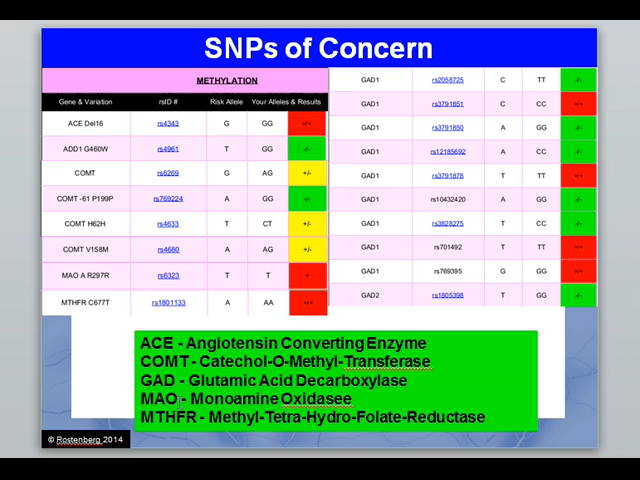 SNPs of Concern
METHYLATION
Gene & Variation rsID # Risk Allele Your Alleles & Results
ACE Del16 rs4343 G GG +/+
ADD1 G460W rs4961 T GG -/-
COMT rs6269 G AG +/-
COMT -61 P199P rs769224 A GG -/-
COMT H62H rs4633 T CT +/-
COMT V158M rs4680 A AG +/-
MAO A R297R rs6323 T T +
MTHFR C677T rs1801133 A AA +/+
GAD1 rs2058725 C TT -/-
GAD1 rs3791851 C CC +/+
GAD1 rs3791850 A GG -/-
GAD1 rs12185692 A CC -/-
GAD1 rs3791878 T TT +/+
GAD1 rs10432420 A GG -/-
GAD1 rs3828275 T CC -/-
GAD1 rs701492 T TT +/+
GAD1 rs769395 G GG +/+
GAD2 rs1805398 T GG -/-
ACE - Angiotensin Converting Enzyme
COMT - Catechol-O-Methyl-Transferase
GAD - Glutamic Acid Decarboxylase
MAO - Monoamine Oxidasee
MTHFR - Methyl-Tetra-Hydro-Folate-Reductase
© Rostenberg 2014